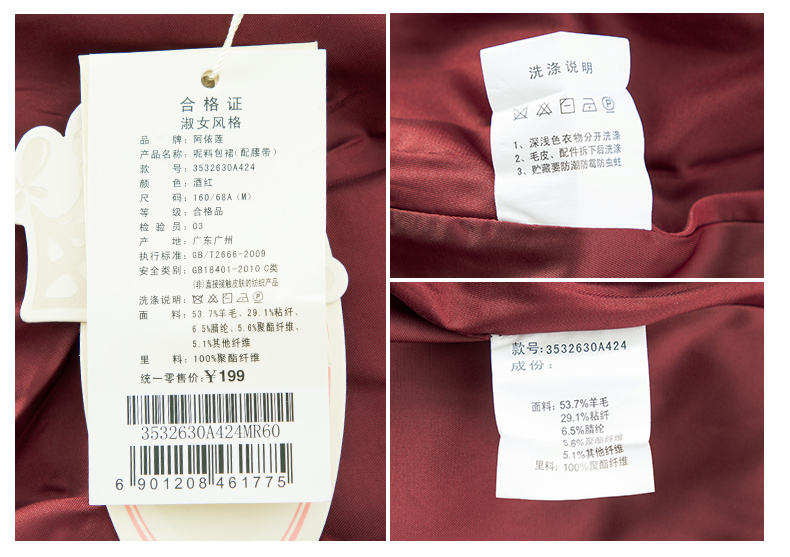 合格证
淑女风格
品 牌：阿依莲
产品名称：呢料包裙（配腰带）
款 号：3532630A424
颜 色：酒红
尺 码：160/68A（M）
等 级：合格品
检 验 员：03
产 地：广东广州
执行标准：GB/T2666-2009
安全类别：GB18401-2010 C类
（非）直接接触皮肤的纺织产品
洗涤说明：
面 料：53.7%羊毛、29.1%粘纤、
6.5%腈纶、5.6%聚酯纤维、
5.1%其他纤维
里 料：100%聚酯纤维
统一零售价：￥199
3532630A424MR60
6 901208 461775
洗涤说明
1、深浅色衣物分开洗涤
2、毛皮、配件拆下后洗涤
3、贮藏要防潮防霉防虫蛀
款号：3532630A424
成份：
面料：53.7%羊毛
29.1%粘纤
6.5%腈纶
5.6%聚酯纤维
5.1%其他纤维
里料：100%聚酯纤维